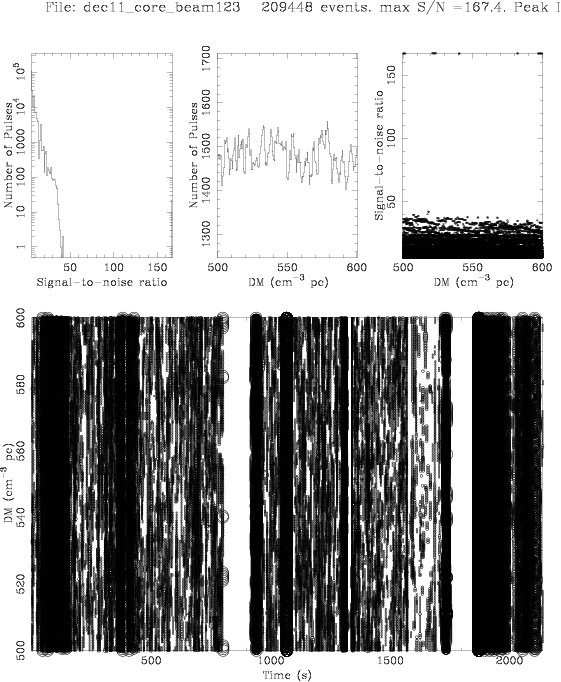 File: dec11_core_beam123 209448 events. max S/N =167.4. Peak I
Number of Pulses
1 10 100 1000 10⁴ 10⁵
50 100 150
Signal-to-noise ratio
Number of Pulses
1300 1400 1500 1600 1700
500 550 600
DM (cm⁻³ pc)
Signal-to-noise ratio
50 100 150
500 550 600
DM (cm⁻³ pc)
DM (cm⁻³ pc)
500 520 540 560 580 600
500 1000 1500 2000
Time (s)